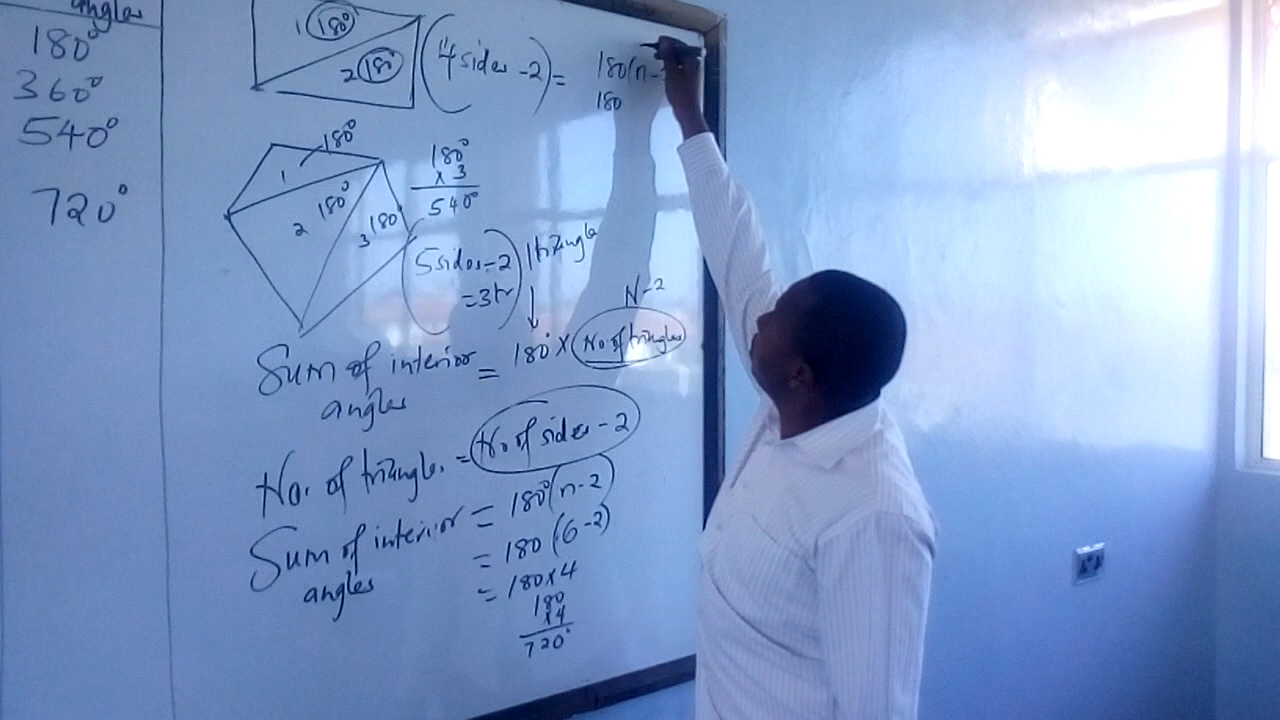 angles
180°
360°
540°
720°
1 180°
2 180°
(4 sides - 2) =
180(n -
180
180°
1
2 180°
3 180°
180°
x 3
540°
5 sides - 2
= 3 tr
1 triangle
N-2
Sum of interior angles = 180° x (No. of triangles)
No. of triangles = No of sides - 2
Sum of interior angles = 180°(n-2)
= 180 (6-2)
= 180x4
180
x4
720°